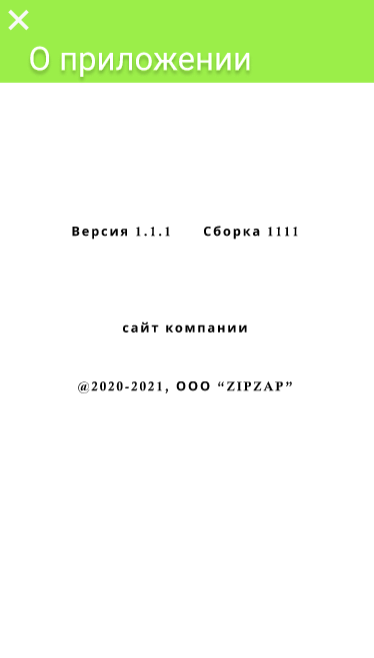 О приложении
Версия 1.1.1 Сборка 1111
сайт компании
@2020-2021, ООО “ZIPZAP”